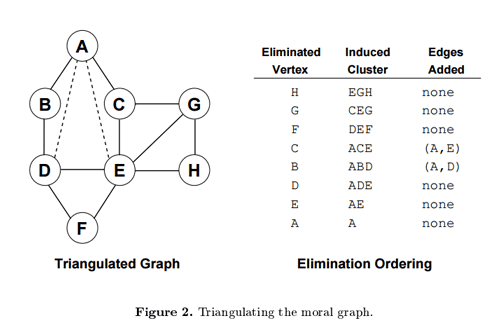 A
B
C
G
D
E
H
F
Triangulated Graph
Eliminated Vertex Induced Cluster Edges Added
H EGH none
G CEG none
F DEF none
C ACE (A,E)
B ABD (A,D)
D ADE none
E AE none
A A none
Elimination Ordering
Figure 2. Triangulating the moral graph.